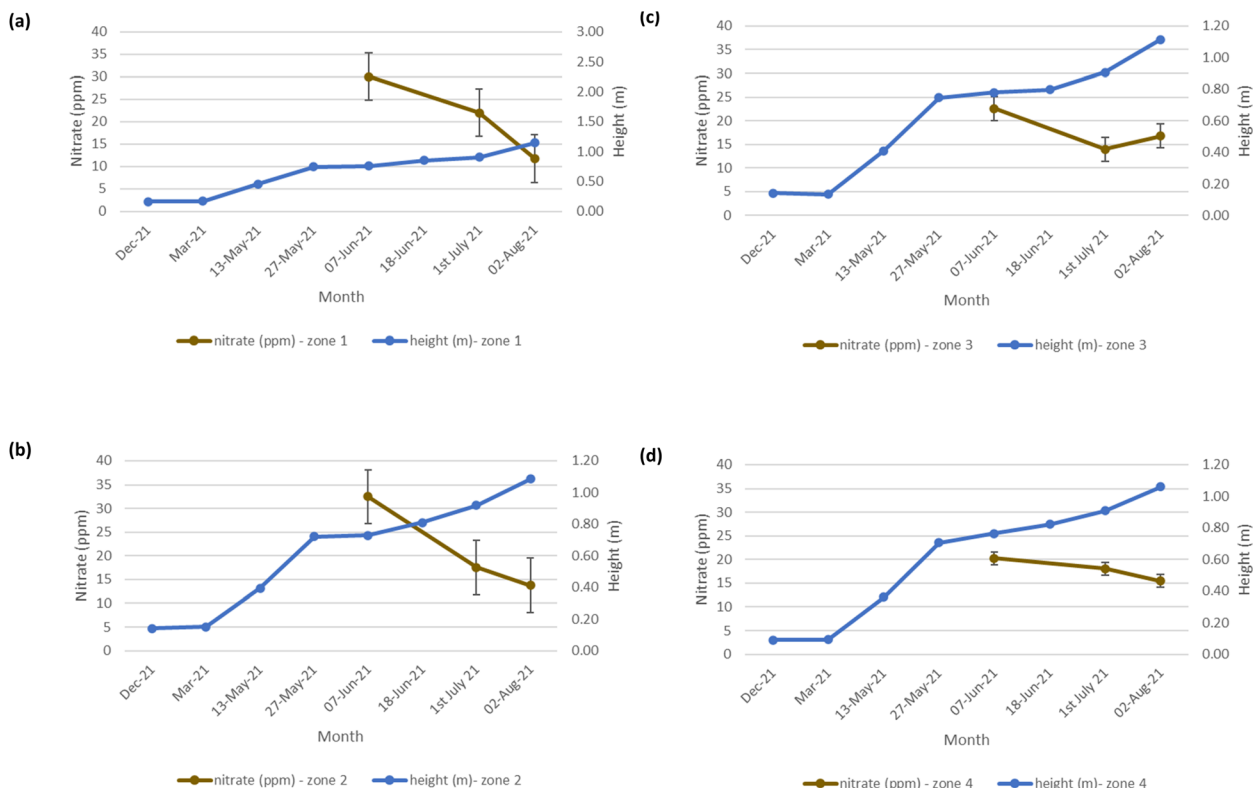 (a)
40
35
30
25
20
15
10
5
0
Nitrate (ppm)
3.00
2.50
2.00
1.50
1.00
0.50
0.00
Height (m)
Dec-21
Mar-21
13-May-21
27-May-21
07-Jun-21
18-Jun-21
1st July 21
02-Aug-21
Month
nitrate (ppm) - zone 1
height (m)- zone 1
(b)
40
35
30
25
20
15
10
5
0
Nitrate (ppm)
1.20
1.00
0.80
0.60
0.40
0.20
0.00
Height (m)
Dec-21
Mar-21
13-May-21
27-May-21
07-Jun-21
18-Jun-21
1st July 21
02-Aug-21
Month
nitrate (ppm) - zone 2
height (m)- zone 2
(c)
40
35
30
25
20
15
10
5
0
Nitrate (ppm)
1.20
1.00
0.80
0.60
0.40
0.20
0.00
Height (m)
Dec-21
Mar-21
13-May-21
27-May-21
07-Jun-21
18-Jun-21
1st July 21
02-Aug-21
Month
nitrate (ppm) - zone 3
height (m)- zone 3
(d)
40
35
30
25
20
15
10
5
0
Nitrate (ppm)
1.20
1.00
0.80
0.60
0.40
0.20
0.00
Height (m)
Dec-21
Mar-21
13-May-21
27-May-21
07-Jun-21
18-Jun-21
1st July 21
02-Aug-21
Month
nitrate (ppm) - zone 4
height (m)- zone 4